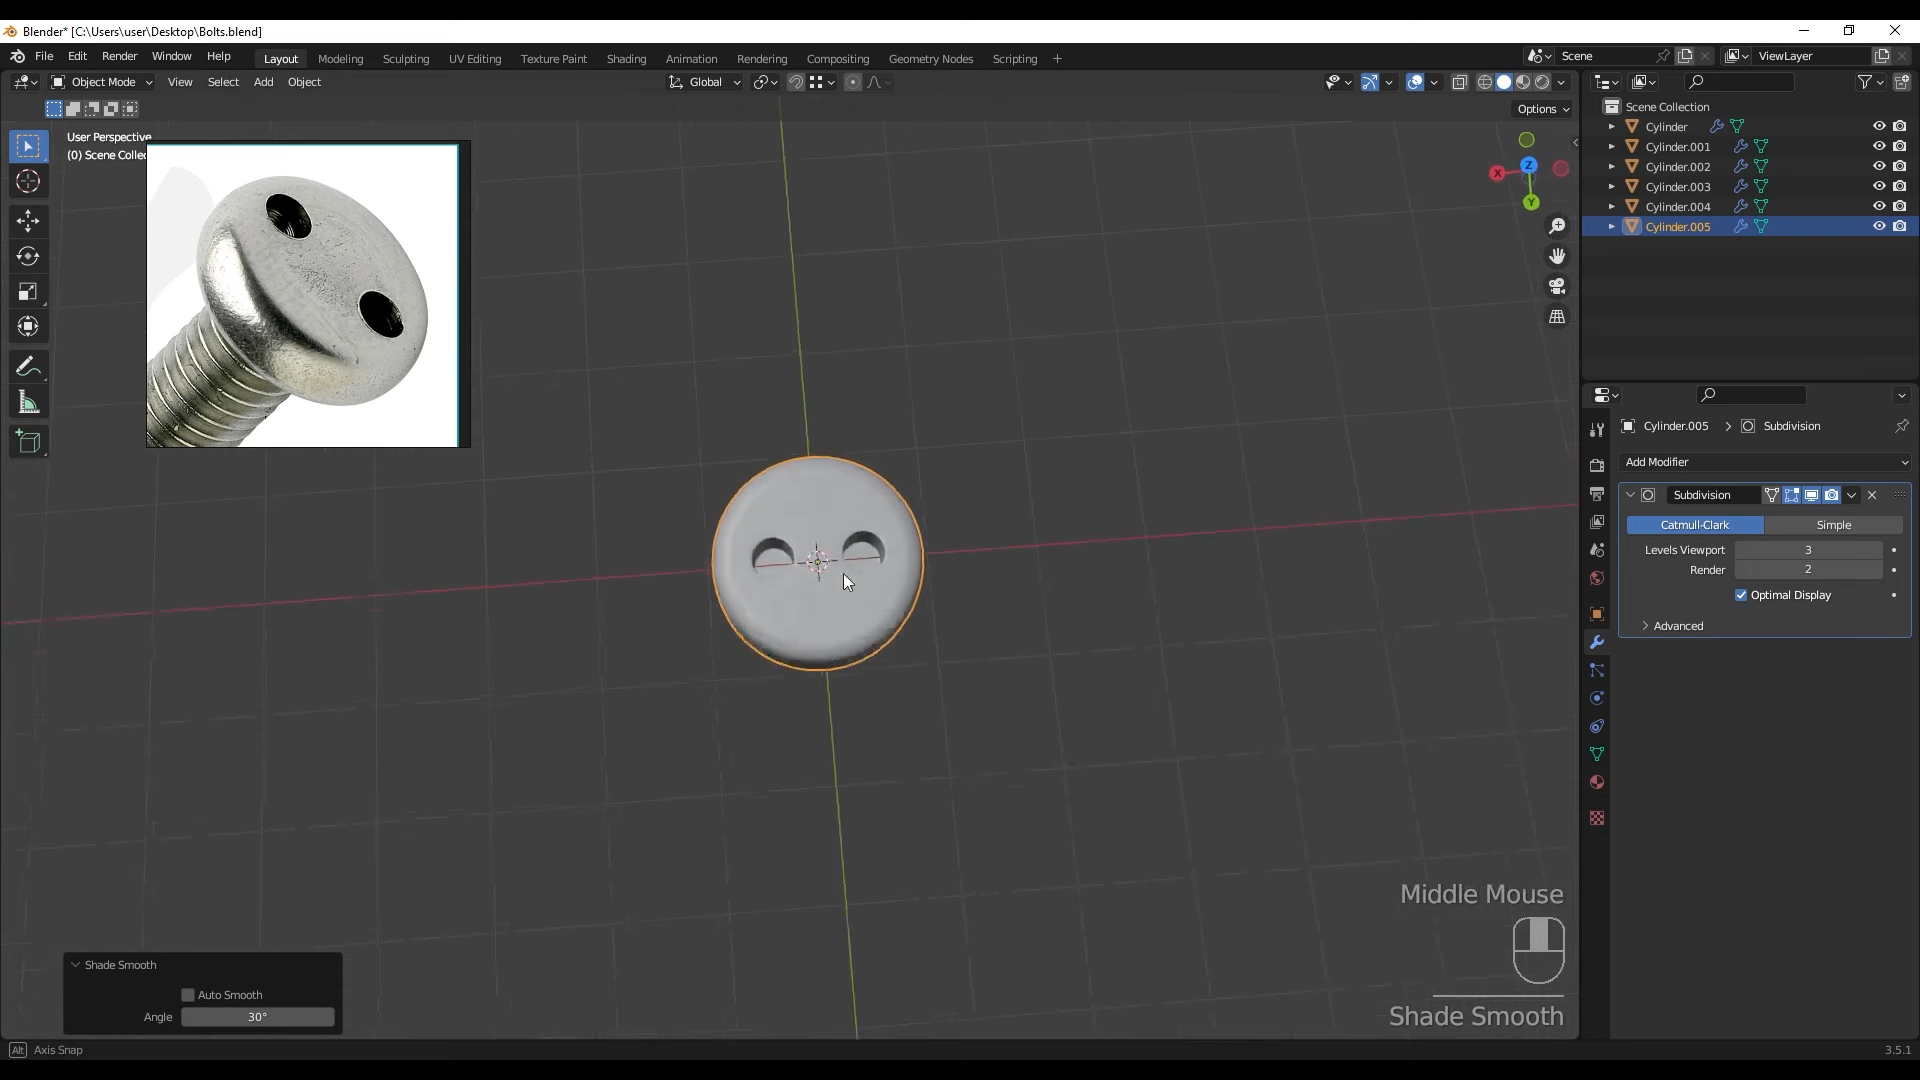 Blender* [C:\Users\user\Desktop\Bolts.blend]
File Edit Render Window Help Layout Modeling Sculpting UV Editing Texture Paint Shading Animation Rendering Compositing Geometry Nodes Scripting +
Scene
ViewLayer
Object Mode View Select Add Object
Global
Options
User Perspective
(0) Scene Collec
X
Y
Z
Scene Collection
Cylinder
Cylinder.001
Cylinder.002
Cylinder.003
Cylinder.004
Cylinder.005
Cylinder.005 > Subdivision
Add Modifier
Subdivision
Catmull-Clark Simple
Levels Viewport 3
Render 2
Optimal Display
Advanced
Middle Mouse
Shade Smooth
Shade Smooth
Auto Smooth
Angle 30°
Alt Axis Snap
3.5.1